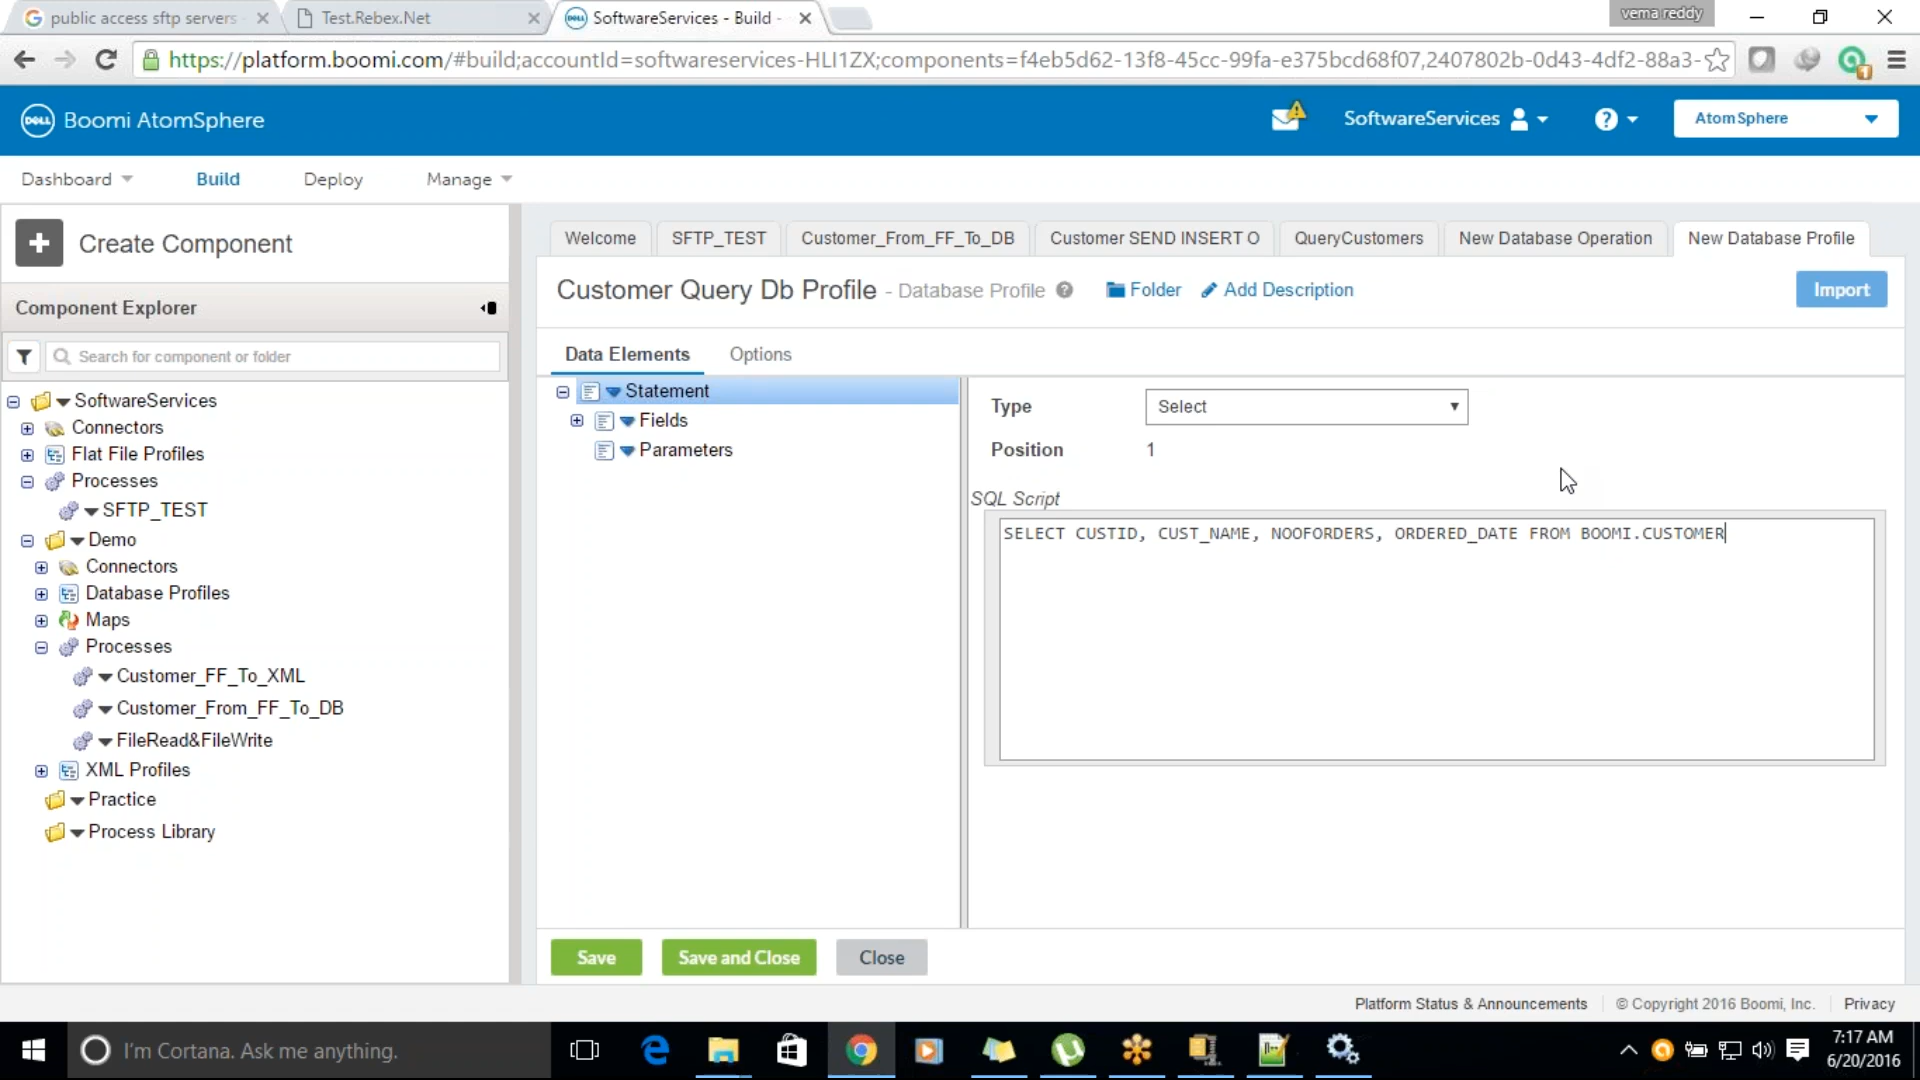 public access sftp servers
Test.Rebex.Net
SoftwareServices - Build -
vema reddy
https://platform.boomi.com/#build;accountId=softwareservices-HLI1ZX;components=f4eb5d62-13f8-45cc-99fa-e375bcd68f07,2407802b-0d43-4df2-88a3-
DELL Boomi AtomSphere
SoftwareServices
?
AtomSphere
Dashboard
Build
Deploy
Manage
Create Component
Component Explorer
Search for component or folder
SoftwareServices
Connectors
Flat File Profiles
Processes
SFTP_TEST
Demo
Connectors
Database Profiles
Maps
Processes
Customer_FF_To_XML
Customer_From_FF_To_DB
FileRead&FileWrite
XML Profiles
Practice
Process Library
Welcome
SFTP_TEST
Customer_From_FF_To_DB
Customer SEND INSERT O
QueryCustomers
New Database Operation
New Database Profile
Customer Query Db Profile - Database Profile ?
Folder
Add Description
Import
Data Elements
Options
Statement
Fields
Parameters
Type
Select
Position
1
SQL Script
SELECT CUSTID, CUST_NAME, NOOFORDERS, ORDERED_DATE FROM BOOMI.CUSTOMER
Save
Save and Close
Close
Platform Status & Announcements
© Copyright 2016 Boomi, Inc.
Privacy
I'm Cortana. Ask me anything.
7:17 AM
6/20/2016